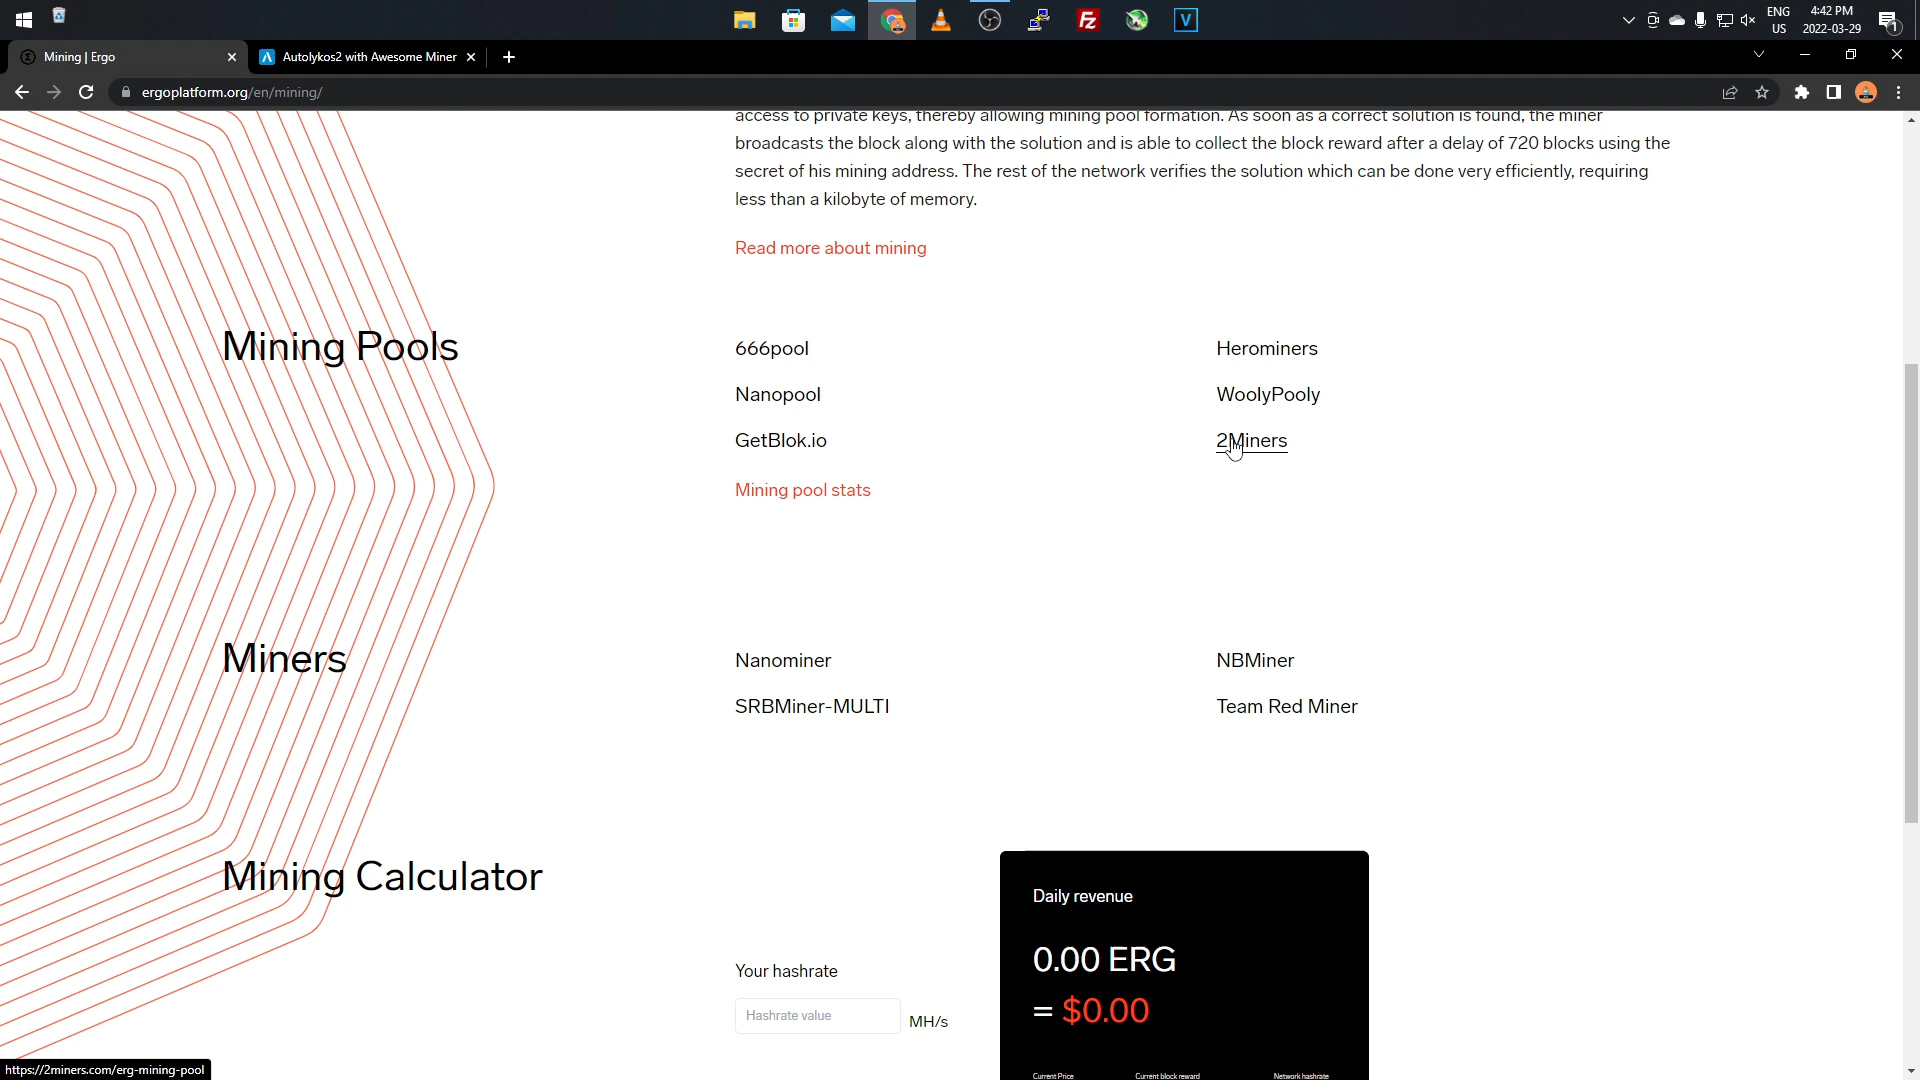 ENG
US
4:42 PM
2022-03-29
1
Mining | Ergo
Autolykos2 with Awesome Miner
ergoplatform.org/en/mining/
access to private keys, thereby allowing mining pool formation. As soon as a correct solution is found, the miner
broadcasts the block along with the solution and is able to collect the block reward after a delay of 720 blocks using the
secret of his mining address. The rest of the network verifies the solution which can be done very efficiently, requiring
less than a kilobyte of memory.
Read more about mining
Mining Pools
666pool
Herominers
Nanopool
WoolyPooly
GetBlok.io
2Miners
Mining pool stats
Miners
Nanominer
NBMiner
SRBMiner-MULTI
Team Red Miner
Mining Calculator
Daily revenue
0.00 ERG
= $0.00
Your hashrate
Hashrate value
MH/s
Current Price
Current block reward
Network hashrate
https://2miners.com/erg-mining-pool